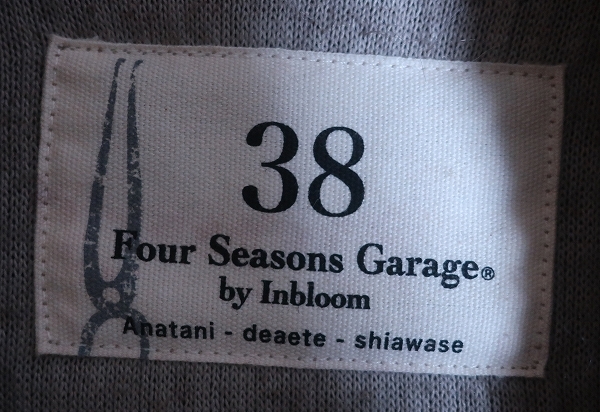 38
Four Seasons Garage®
by Inbloom
Anatani - deaete - shiawase